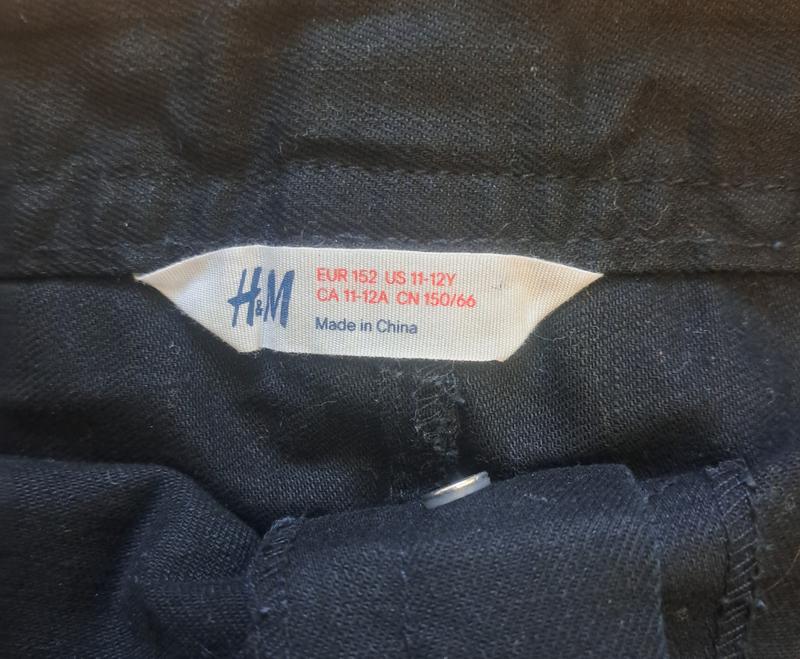 H&M
EUR 152 US 11-12Y
CA 11-12A CN 150/66
Made in China